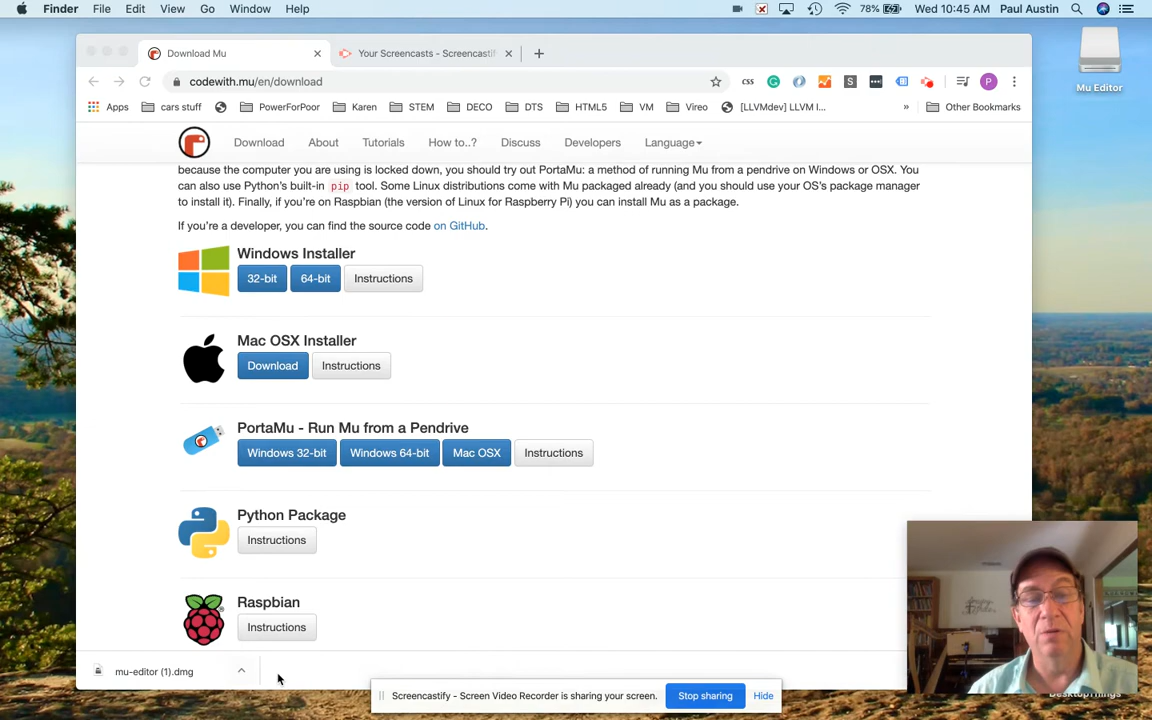 Finder File Edit View Go Window Help 78% Wed 10:45 AM Paul Austin
Download Mu Your Screencasts - Screencastif
codewith.mu/en/download css S P
Apps cars stuff PowerForPoor Karen STEM DECO DTS HTML5 VM Vireo [LLVMdev] LLVM I... » Other Bookmarks
Mu Editor
Download About Tutorials How to..? Discuss Developers Language
because the computer you are using is locked down, you should try out PortaMu: a method of running Mu from a pendrive on Windows or OSX. You
can also use Python's built-in pip tool. Some Linux distributions come with Mu packaged already (and you should use your OS's package manager
to install it). Finally, if you're on Raspbian (the version of Linux for Raspberry Pi) you can install Mu as a package.
If you're a developer, you can find the source code on GitHub.
Windows Installer
32-bit 64-bit Instructions
Mac OSX Installer
Download Instructions
PortaMu - Run Mu from a Pendrive
Windows 32-bit Windows 64-bit Mac OSX Instructions
Python Package
Instructions
Raspbian
Instructions
mu-editor (1).dmg
Screencastify - Screen Video Recorder is sharing your screen. Stop sharing Hide
DesktopThings